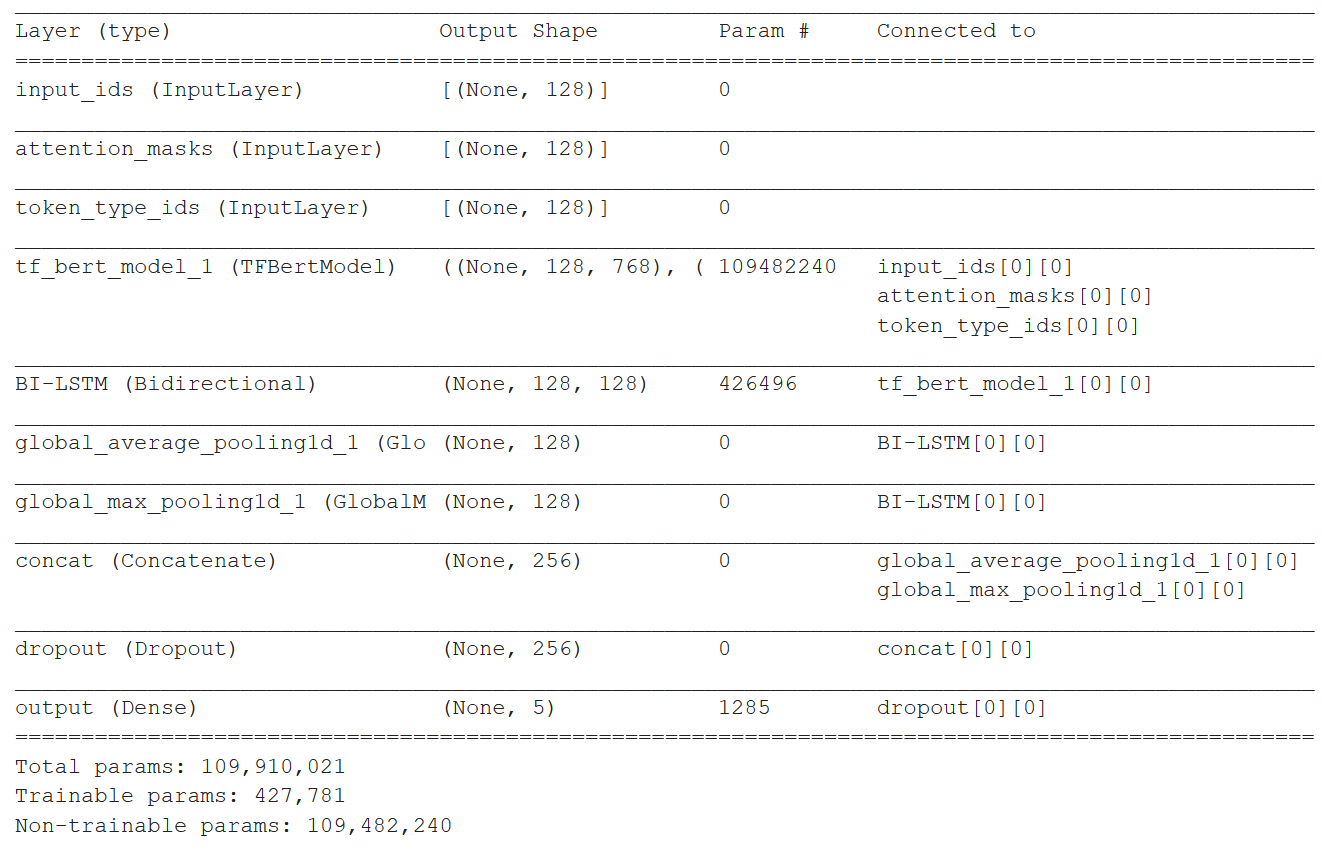 Layer (type) Output Shape Param # Connected to
input_ids (InputLayer) [(None, 128)] 0
attention_masks (InputLayer) [(None, 128)] 0
token_type_ids (InputLayer) [(None, 128)] 0
tf_bert_model_1 (TFBertModel) ((None, 128, 768), ( 109482240 input_ids[0][0]
attention_masks[0][0]
token_type_ids[0][0]
BI-LSTM (Bidirectional) (None, 128, 128) 426496 tf_bert_model_1[0][0]
global_average_pooling1d_1 (Glo (None, 128) 0 BI-LSTM[0][0]
global_max_pooling1d_1 (GlobalM (None, 128) 0 BI-LSTM[0][0]
concat (Concatenate) (None, 256) 0 global_average_pooling1d_1[0][0]
global_max_pooling1d_1[0][0]
dropout (Dropout) (None, 256) 0 concat[0][0]
output (Dense) (None, 5) 1285 dropout[0][0]
Total params: 109,910,021
Trainable params: 427,781
Non-trainable params: 109,482,240